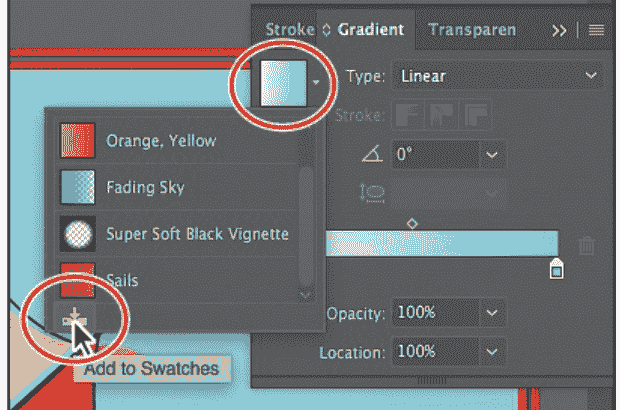 Stroke Gradient Transparen
Type: Linear
Stroke:
0°
Orange, Yellow
Fading Sky
Super Soft Black Vignette
Sails
Opacity: 100%
Location: 100%
Add to Swatches